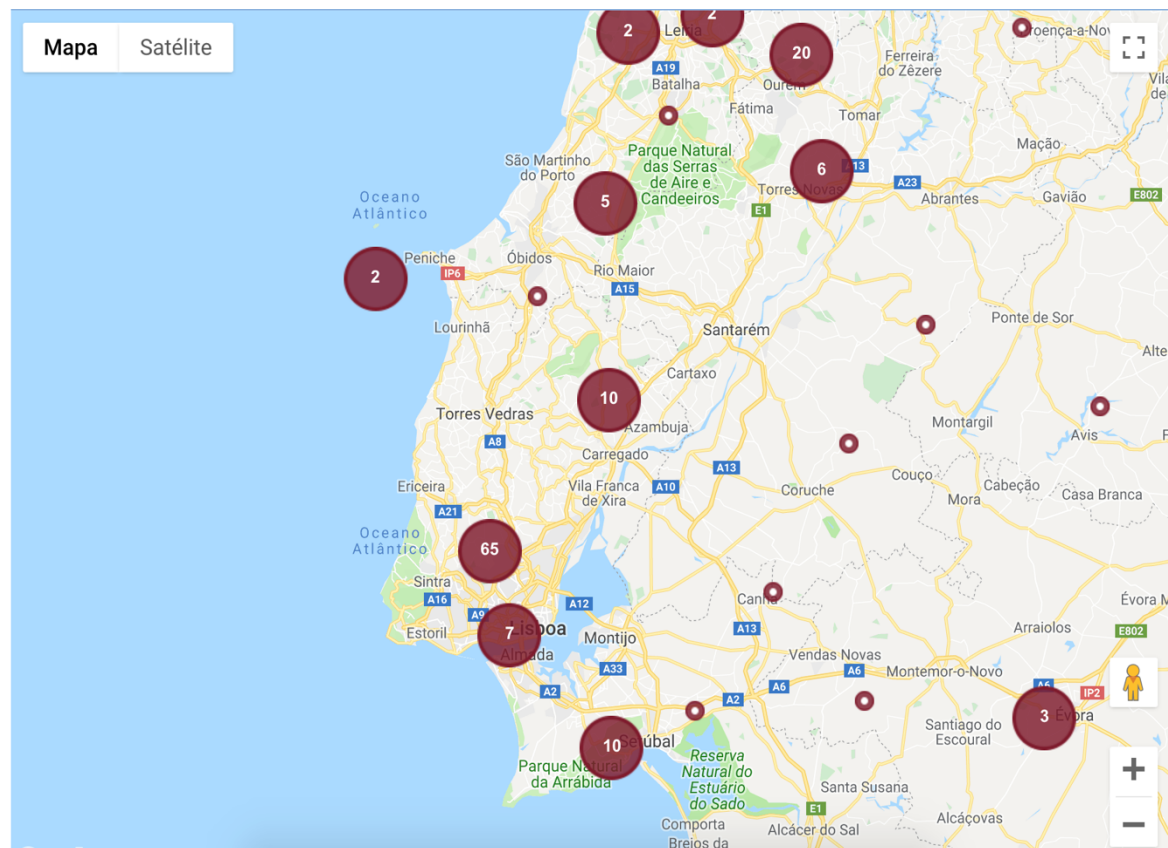 Mapa
Satélite
2
2
Leiria
20
A19
Batalha
Ourém
Fátima
Ferreira
do Zêzere
Tomar
Parque Natural
das Serras
de Aire e
Candeeiros
São Martinho
do Porto
6
A13
Torres Novas
A23
Mação
E802
Gavião
Abrantes
E1
5
Oceano
Atlântico
2
Peniche
IP6
Óbidos
Rio Maior
A15
Lourinhã
Santarém
Ponte de Sor
Cartaxo
10
Torres Vedras
Azambuja
Montargil
Avis
A8
Carregado
A13
Couço
Ericeira
Vila Franca
de Xira
A10
Coruche
Cabeção
Mora
Casa Branca
A21
Oceano
Atlântico
65
Sintra
A16
A9
A12
Canha
Estoril
7
Lisboa
Montijo
A13
Arraiolos
E802
Almada
A33
Vendas Novas
A6
Montemor-o-Novo
A2
A2
A6
A6
IP2
3
Évora
Santiago do
Escoural
10
Setúbal
Parque Natural
da Arrábida
Reserva
Natural do
Estuário
do Sado
Santa Susana
E1
Comporta
Alcácer do Sal
Alcáçovas
Brejos da